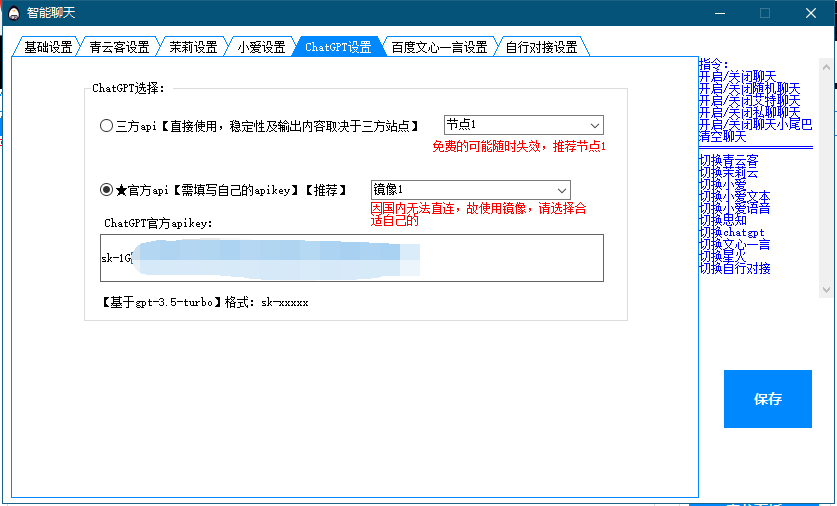 智能聊天
基础设置
青云客设置
茉莉设置
小爱设置
ChatGPT设置
百度文心一言设置
自行对接设置
ChatGPT选择：
三方api【直接使用，稳定性及输出内容取决于三方站点】
节点1
免费的可能随时失效，推荐节点1
★官方api【需填写自己的apikey】【推荐】
镜像1
因国内无法直连，故使用镜像，请选择合
适自己的
ChatGPT官方apikey:
sk-1G
【基于gpt-3.5-turbo】格式：sk-xxxxx
指令：
开启/关闭聊天
开启/关闭随机聊天
开启/关闭艾特聊天
开启/关闭私聊聊天
开启/关闭聊天小尾巴
清空聊天
切换青云客
切换茉莉云
切换小爱
切换小爱文本
切换小爱语音
切换思知
切换chatgpt
切换文心一言
切换星火
切换自行对接
保存